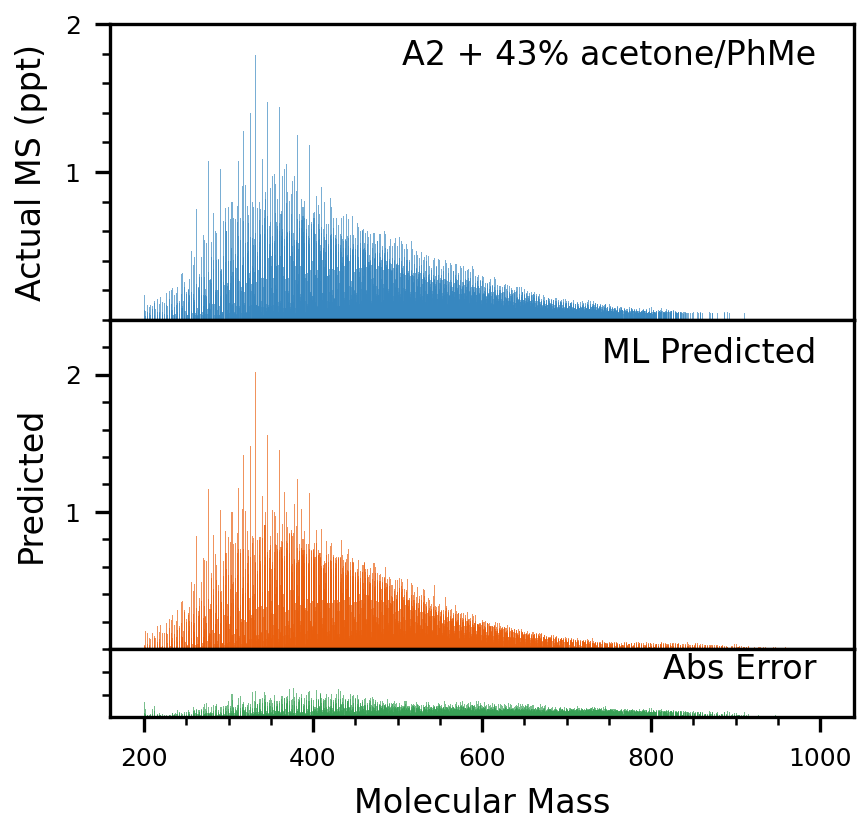 2
A2 + 43% acetone/PhMe
Actual MS (ppt)
1
ML Predicted
2
Predicted
1
Abs Error
200 400 600 800 1000
Molecular Mass